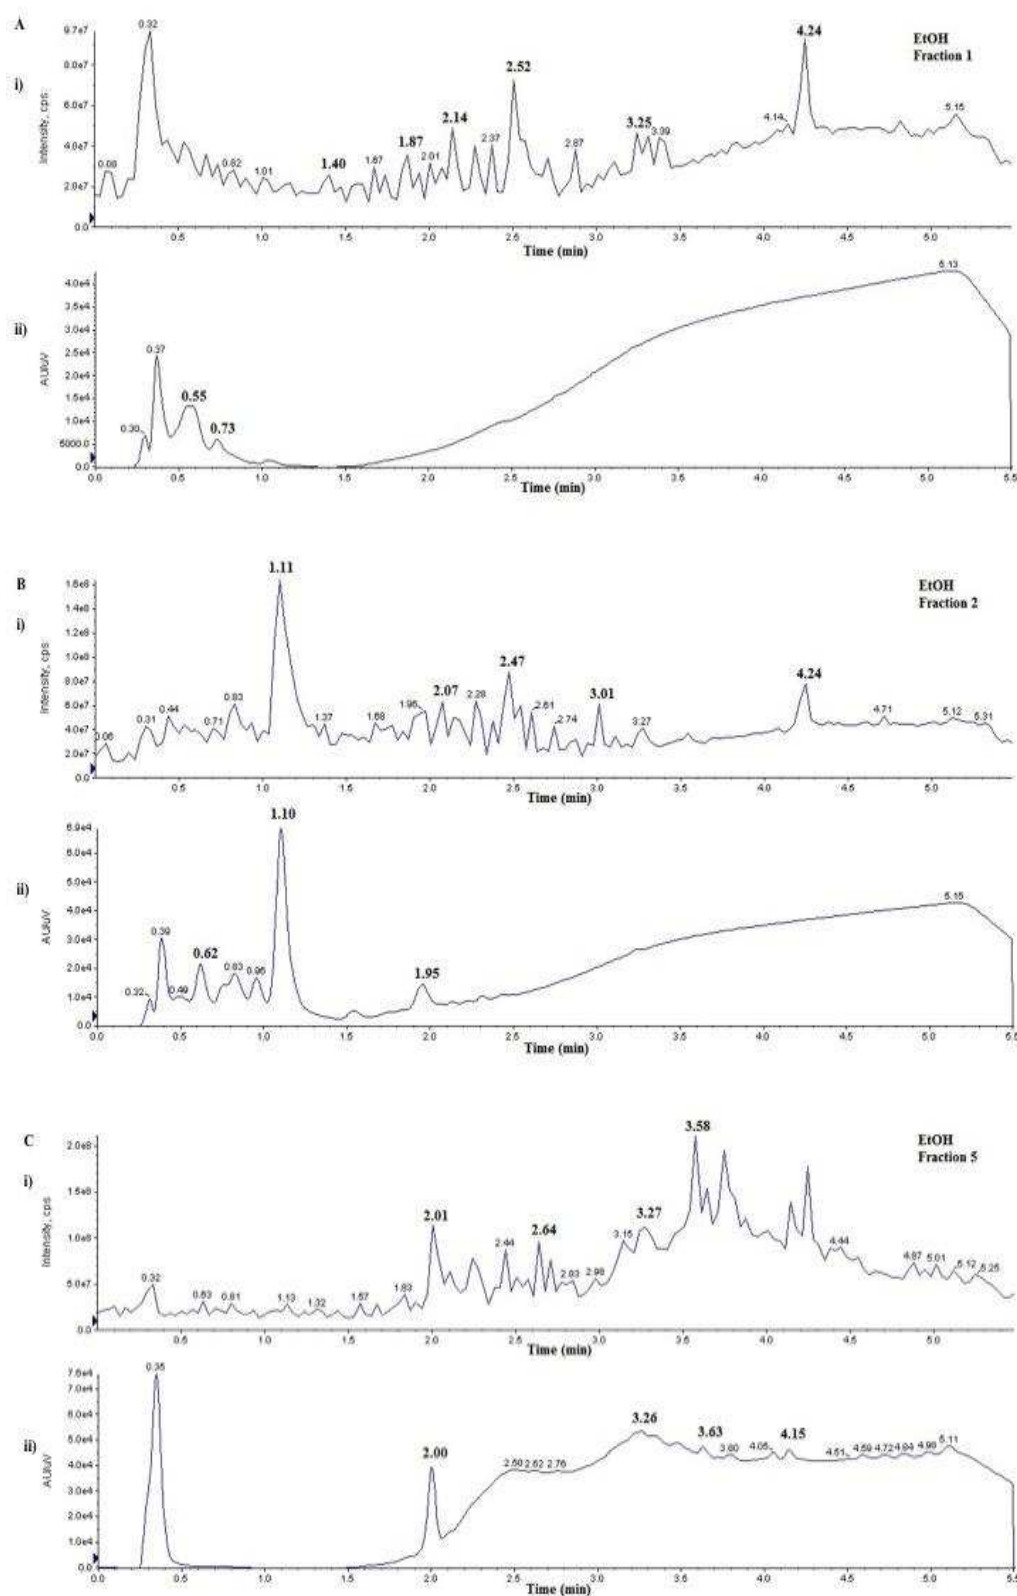 A
EtOH
Fraction 1
i)
Intensity, cps
9.7e7
8.0e7
6.0e7
4.0e7
2.0e7
0.0
0.08
0.32
0.82
1.01
1.40
1.67
1.87
2.01
2.14
2.37
2.52
2.87
3.25
3.39
4.14
4.24
5.15
0.5 1.0 1.5 2.0 2.5 3.0 3.5 4.0 4.5 5.0
Time (min)
ii)
4.0e4
3.5e4
3.0e4
2.5e4
2.0e4
1.5e4
1.0e4
5000.0
0.0
0.30
0.37
0.55
0.73
5.13
0.0 0.5 1.0 1.5 2.0 2.5 3.0 3.5 4.0 4.5 5.0 5.5
Time (min)
B
EtOH
Fraction 2
i)
Intensity, cps
1.6e8
1.4e8
1.2e8
1.0e8
8.0e7
6.0e7
4.0e7
2.0e7
0.0
0.06
0.31
0.44
0.71
0.83
1.11
1.37
1.68
1.95
2.07
2.28
2.47
2.61
2.74
3.01
3.27
4.24
4.71
5.12
5.31
0.5 1.0 1.5 2.0 2.5 3.0 3.5 4.0 4.5 5.0
Time (min)
ii)
6.9e4
6.0e4
5.0e4
4.0e4
3.0e4
2.0e4
1.0e4
0.0
0.32
0.39
0.49
0.62
0.83
0.96
1.10
1.95
5.15
0.0 0.5 1.0 1.5 2.0 2.5 3.0 3.5 4.0 4.5 5.0 5.5
Time (min)
C
EtOH
Fraction 5
i)
Intensity, cps
2.0e8
1.5e8
1.0e8
5.0e7
0.0
0.32
0.63
0.81
1.13
1.32
1.57
1.83
2.01
2.44
2.64
2.83
2.98
3.15
3.27
3.58
4.44
4.87
5.01
5.12
5.25
0.5 1.0 1.5 2.0 2.5 3.0 3.5 4.0 4.5 5.0
Time (min)
ii)
7.5e4
7.0e4
6.0e4
5.0e4
4.0e4
3.0e4
2.0e4
1.0e4
0.0
0.35
2.00
2.50
2.62
2.76
3.26
3.63
3.80
4.05
4.15
4.51
4.59
4.72
4.84
4.98
5.11
0.0 0.5 1.0 1.5 2.0 2.5 3.0 3.5 4.0 4.5 5.0 5.5
Time (min)